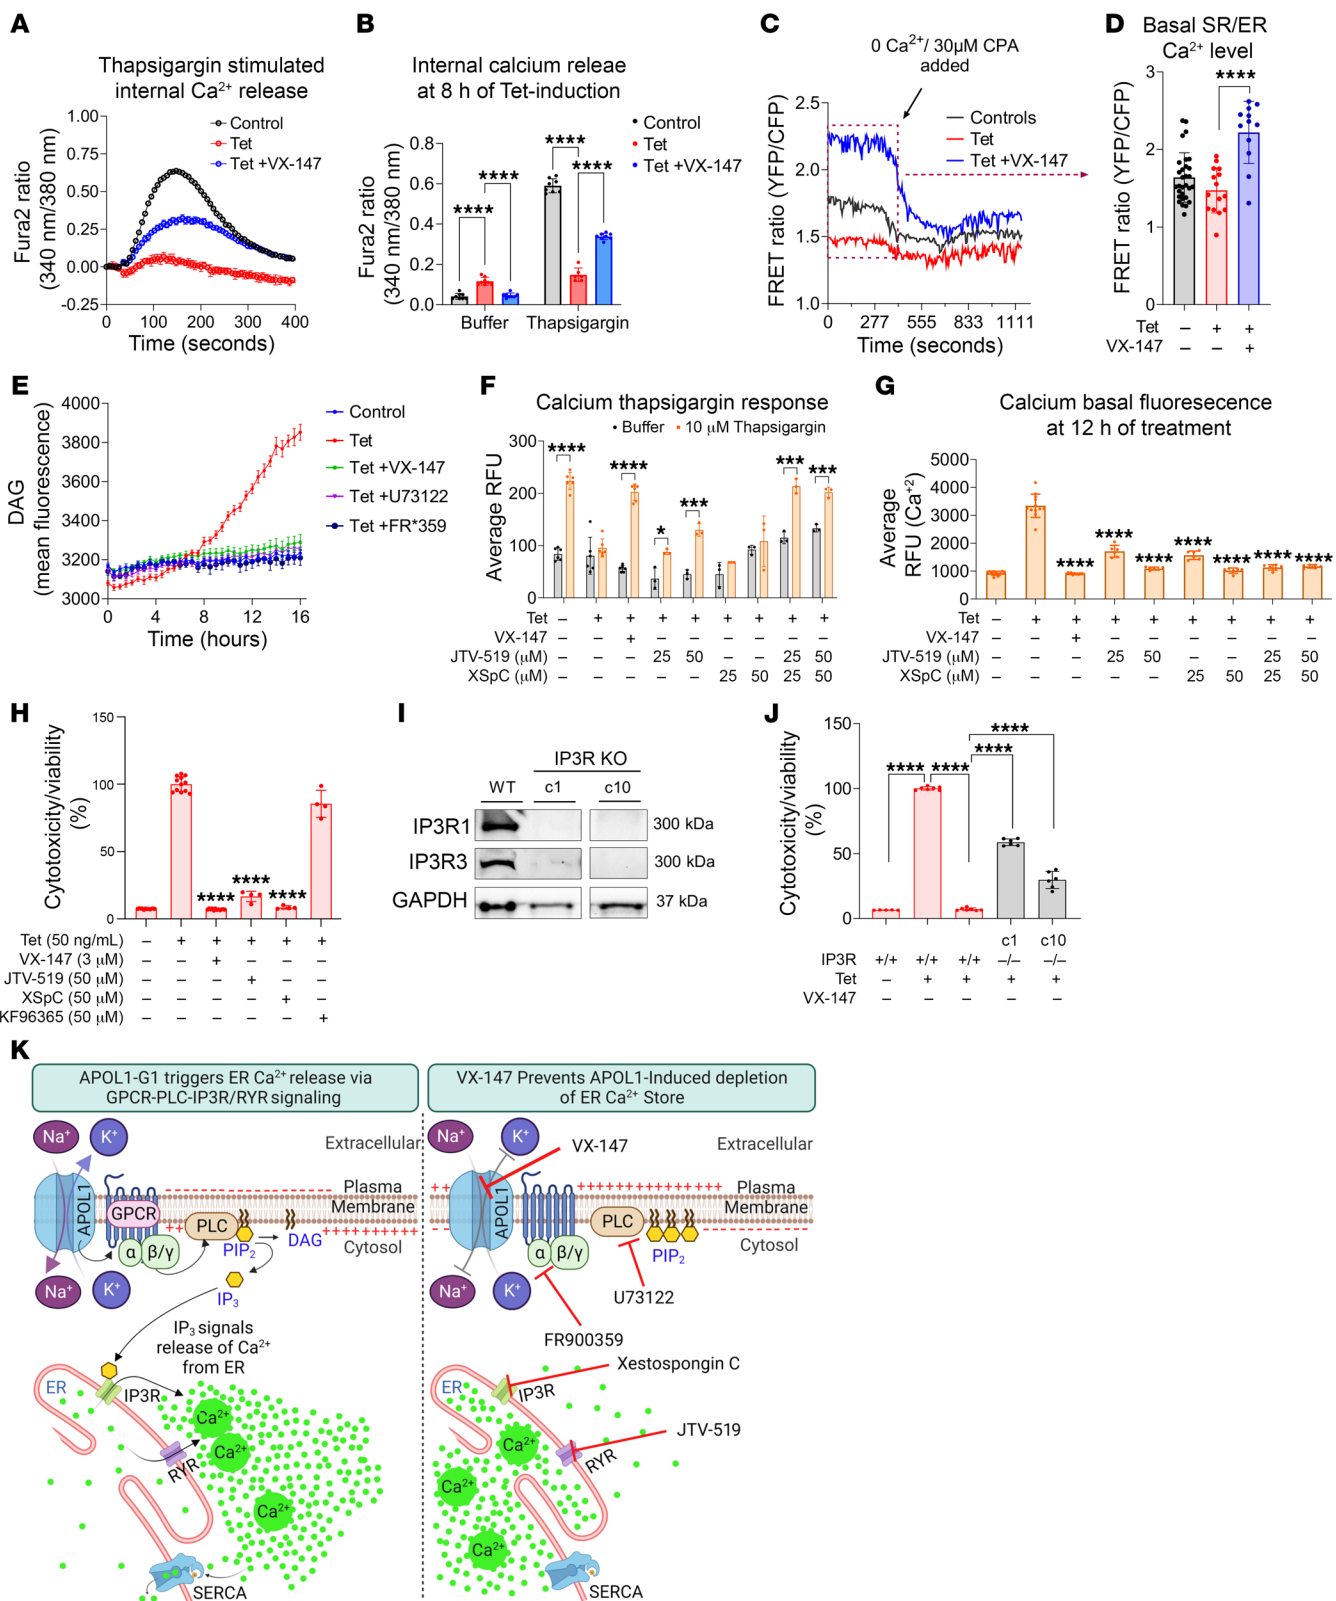 A
Thapsigargin stimulated
internal Ca²⁺ release
Fura2 ratio
(340 nm/380 nm)
1.00
0.75
0.50
0.25
0.00
-0.25
Control
Tet
Tet +VX-147
0 100 200 300 400
Time (seconds)
B
Internal calcium releae
at 8 h of Tet-induction
Fura2 ratio
(340 nm/380 nm)
0.8
0.6
0.4
0.2
0.0
**** ****
**** ****
Control
Tet
Tet +VX-147
Buffer Thapsigargin
C
0 Ca²⁺/ 30µM CPA
added
FRET ratio (YFP/CFP)
2.5
2.0
1.5
1.0
Controls
Tet
Tet +VX-147
0 277 555 833 1111
Time (seconds)
D
Basal SR/ER
Ca²⁺ level
FRET ratio (YFP/CFP)
3
2
1
0
****
Tet – + +
VX-147 – – +
E
DAG
(mean fluorescence)
4000
3800
3600
3400
3200
3000
Control
Tet
Tet +VX-147
Tet +U73122
Tet +FR*359
0 4 8 12 16
Time (hours)
F
Calcium thapsigargin response
Buffer 10 µM Thapsigargin
Average RFU
300
200
100
0
**** **** * *** *** ***
Tet – + + + + + + + +
VX-147 – – + – – – – – –
JTV-519 (µM) – – – 25 50 – – 25 50
XSpC (µM) – – – – – 25 50 25 50
G
Calcium basal fluoresecence
at 12 h of treatment
Average
RFU (Ca⁺²)
5000
4000
3000
2000
1000
0
**** **** **** **** **** **** ****
Tet – + + + + + + + +
VX-147 – – + – – – – – –
JTV-519 (µM) – – – 25 50 – – 25 50
XSpC (µM) – – – – – 25 50 25 50
H
Cytotoxicity/viability
(%)
150
100
50
0
**** **** ****
Tet (50 ng/mL) – + + + + +
VX-147 (3 µM) – – + – – –
JTV-519 (50 µM) – – – + – –
XSpC (50 µM) – – – – + –
KF96365 (50 µM) – – – – – +
I
IP3R KO
WT c1 c10
IP3R1 300 kDa
IP3R3 300 kDa
GAPDH 37 kDa
J
Cytotoxicity/viability
(%)
150
100
50
0
**** **** **** ****
c1 c10
IP3R +/+ +/+ +/+ –/– –/–
Tet – + + + +
VX-147 – – + – –
K
APOL1-G1 triggers ER Ca²⁺ release via
GPCR-PLC-IP3R/RYR signaling
Na⁺ K⁺
Extracellular
Plasma
Membrane
Cytosol
APOL1
GPCR
α β/γ
PLC
PIP₂
DAG
Na⁺ K⁺
IP₃
IP₃ signals
release of Ca²⁺
from ER
ER
IP3R
RYR
Ca²⁺
Ca²⁺
Ca²⁺
SERCA
VX-147 Prevents APOL1-Induced depletion
of ER Ca²⁺ Store
Na⁺ K⁺
VX-147
Extracellular
Plasma
Membrane
Cytosol
APOL1
α β/γ
PLC
PIP₂
Na⁺ K⁺
U73122
FR900359
Xestospongin C
ER
IP3R
JTV-519
RYR
Ca²⁺
Ca²⁺
Ca²⁺
SERCA